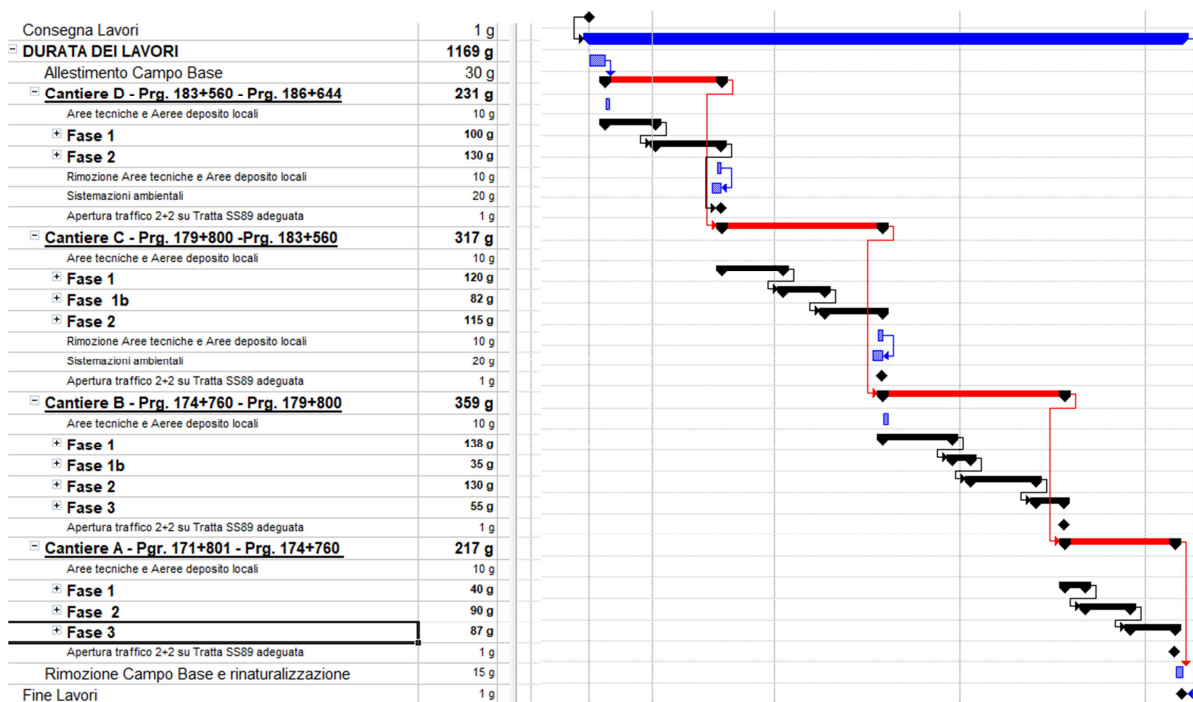 Consegna Lavori 1 g
DURATA DEI LAVORI 1169 g
Allestimento Campo Base 30 g
Cantiere D - Prg. 183+560 - Prg. 186+644 231 g
Aree tecniche e Aeree deposito locali 10 g
Fase 1 100 g
Fase 2 130 g
Rimozione Aree tecniche e Aree deposito locali 10 g
Sistemazioni ambientali 20 g
Apertura traffico 2+2 su Tratta SS89 adeguata 1 g
Cantiere C - Prg. 179+800 -Prg. 183+560 317 g
Aree tecniche e Aeree deposito locali 10 g
Fase 1 120 g
Fase 1b 82 g
Fase 2 115 g
Rimozione Aree tecniche e Aree deposito locali 10 g
Sistemazioni ambientali 20 g
Apertura traffico 2+2 su Tratta SS89 adeguata 1 g
Cantiere B - Prg. 174+760 - Prg. 179+800 359 g
Aree tecniche e Aeree deposito locali 10 g
Fase 1 138 g
Fase 1b 35 g
Fase 2 130 g
Fase 3 55 g
Apertura traffico 2+2 su Tratta SS89 adeguata 1 g
Cantiere A - Pgr. 171+801 - Prg. 174+760 217 g
Aree tecniche e Aeree deposito locali 10 g
Fase 1 40 g
Fase 2 90 g
Fase 3 87 g
Apertura traffico 2+2 su Tratta SS89 adeguata 1 g
Rimozione Campo Base e rinaturalizzazione 15 g
Fine Lavori 1 g